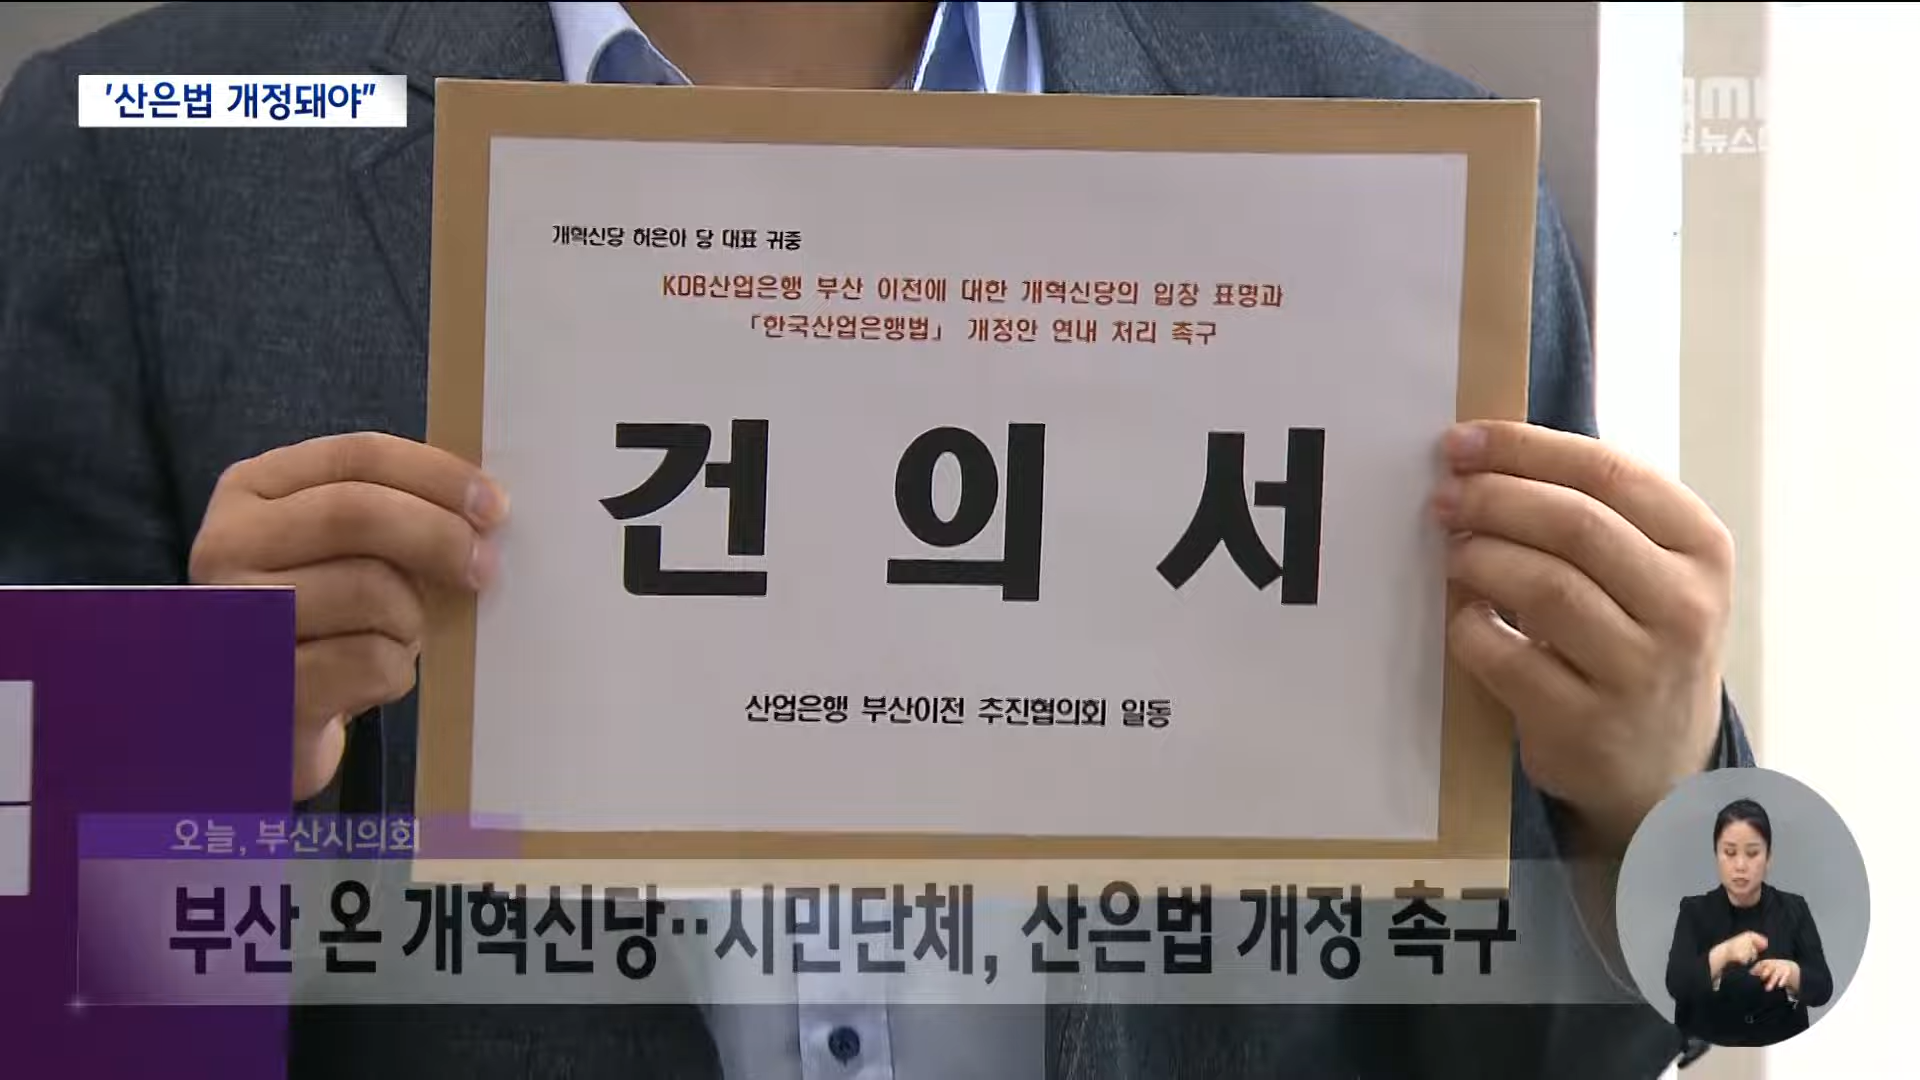 '산은법 개정돼야"
뉴스
개혁신당 허은아 당 대표 귀중
KDB산업은행 부산 이전에 대한 개혁신당의 입장 표명과
「한국산업은행법」 개정안 연내 처리 촉구
건 의 서
산업은행 부산이전 추진협의회 일동
오늘, 부산시의회
부산 온 개혁신당··시민단체, 산은법 개정 촉구